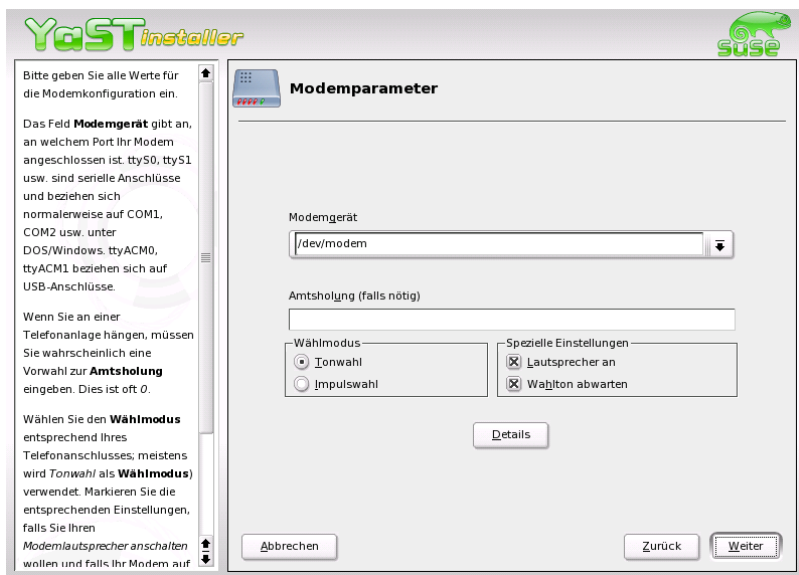 YaST installer
SUSE
Bitte geben Sie alle Werte für
die Modemkonfiguration ein.
Das Feld Modemgerät gibt an,
an welchem Port Ihr Modem
angeschlossen ist. ttyS0, ttyS1
usw. sind serielle Anschlüsse
und beziehen sich
normalerweise auf COM1,
COM2 usw. unter
DOS/Windows. ttyACM0,
ttyACM1 beziehen sich auf
USB-Anschlüsse.
Wenn Sie an einer
Telefonanlage hängen, müssen
Sie wahrscheinlich eine
Vorwahl zur Amtsholung
eingeben. Dies ist oft 0.
Wählen Sie den Wählmodus
entsprechend Ihres
Telefonanschlusses; meistens
wird Tonwahl als Wählmodus)
verwendet. Markieren Sie die
entsprechenden Einstellungen,
falls Sie Ihren
Modemlautsprecher anschalten
wollen und falls Ihr Modem auf
Modemparameter
Modemgerät
/dev/modem
Amtsholung (falls nötig)
Wählmodus
Tonwahl
Impulswahl
Spezielle Einstellungen
Lautsprecher an
Wahlton abwarten
Details
Abbrechen
Zurück
Weiter